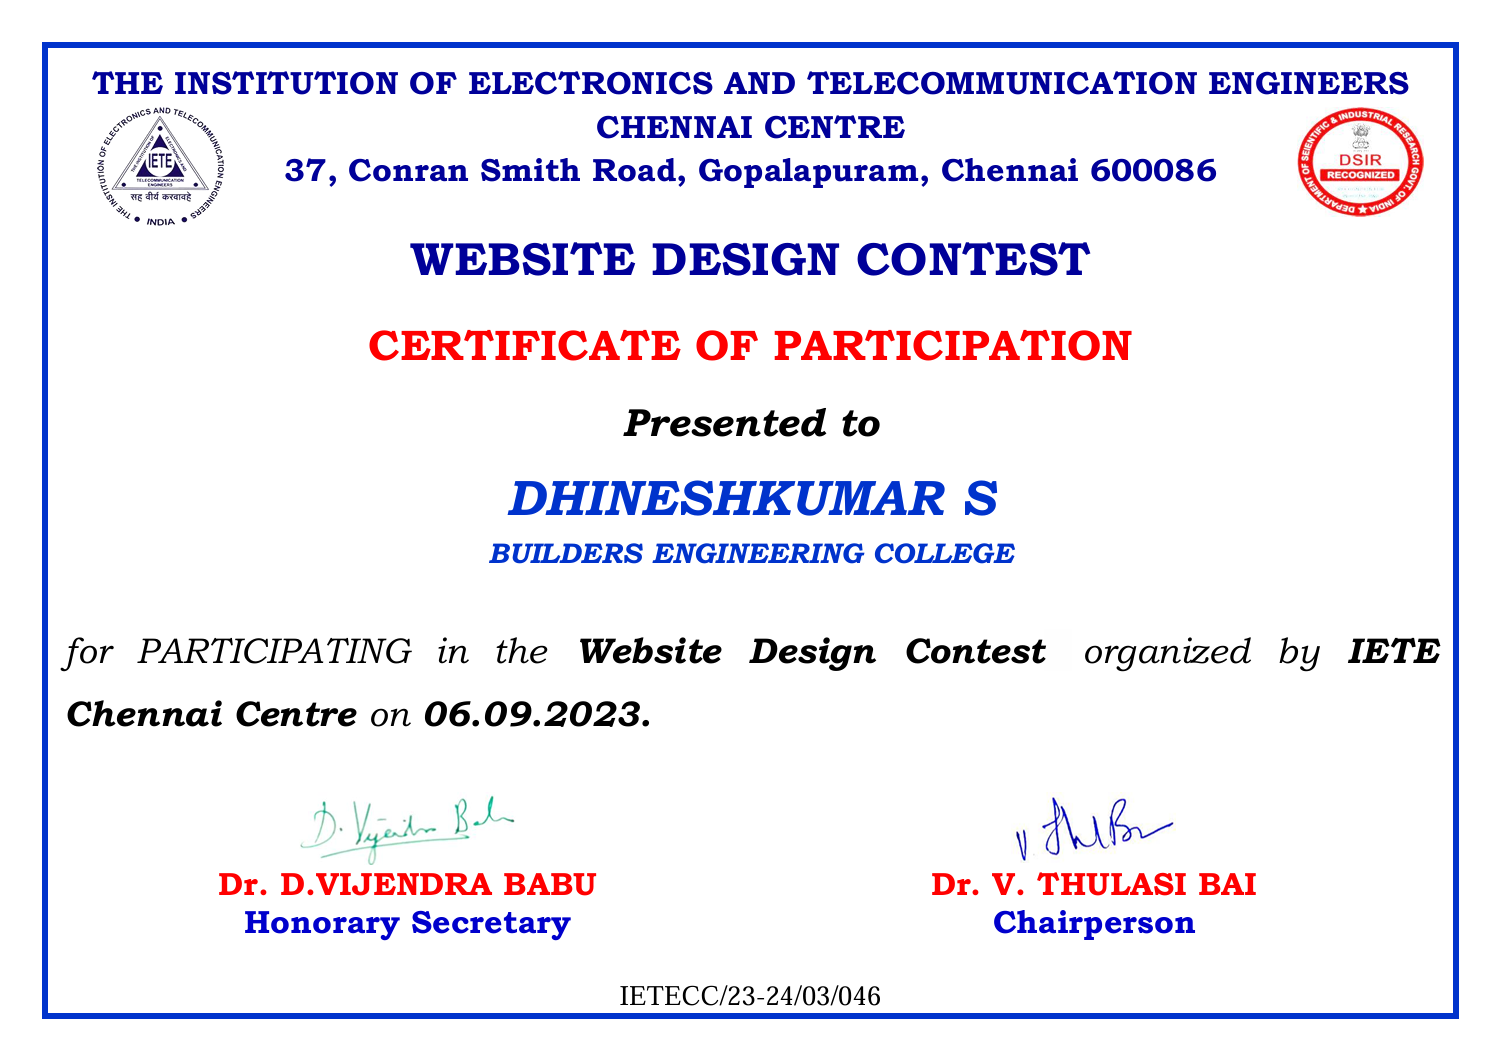 THE INSTITUTION OF ELECTRONICS AND TELECOMMUNICATION ENGINEERS
CHENNAI CENTRE
37, Conran Smith Road, Gopalapuram, Chennai 600086
THE INSTITUTION OF ELECTRONICS AND TELECOMMUNICATION ENGINEERS
IETE
TELECOMMUNICATION
ENGINEERS
सह वीर्यं करवावहे
INDIA
DEPARTMENT OF SEIENTIFIC & INDUSTRIAL RESEARCH GOVT. OF INDIA
DSIR
RECOGNIZED
WEBSITE DESIGN CONTEST
CERTIFICATE OF PARTICIPATION
Presented to
DHINESHKUMAR S
BUILDERS ENGINEERING COLLEGE
for PARTICIPATING in the Website Design Contest organized by IETE
Chennai Centre on 06.09.2023.
D. Vijendra Babu
Dr. D.VIJENDRA BABU
Honorary Secretary
Dr. V. THULASI BAI
Chairperson
IETECC/23-24/03/046